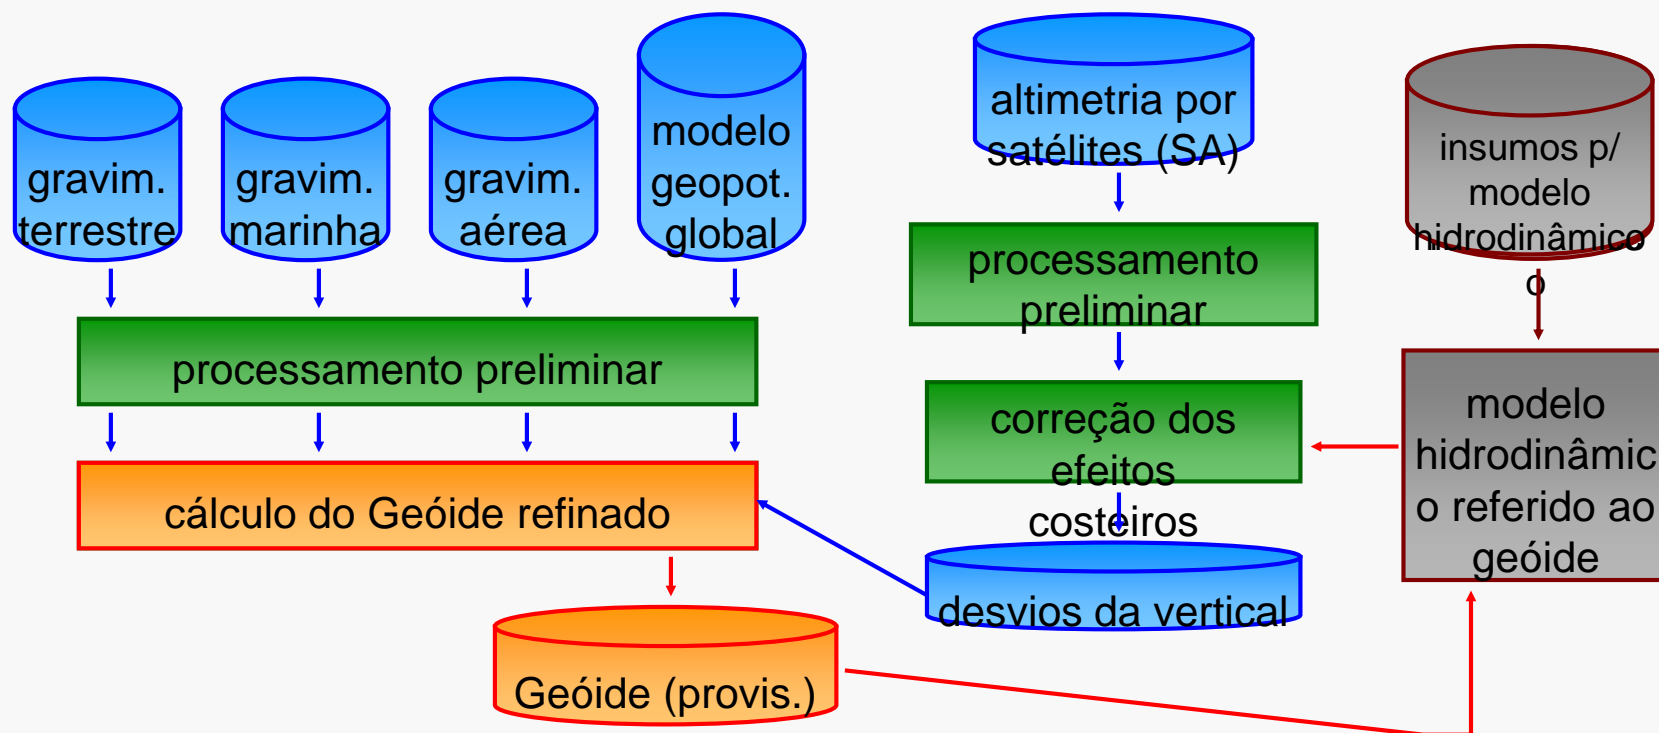 gravim.
terrestre
gravim.
marinha
gravim.
aérea
modelo
geopot.
global
altimetria por
satélites (SA)
insumos p/
modelo
hidrodinâmico
o
processamento preliminar
processamento
preliminar
cálculo do Geóide refinado
correção dos
efeitos
costeiros
modelo
hidrodinâmic
o referido ao
geóide
desvios da vertical
Geóide (provis.)